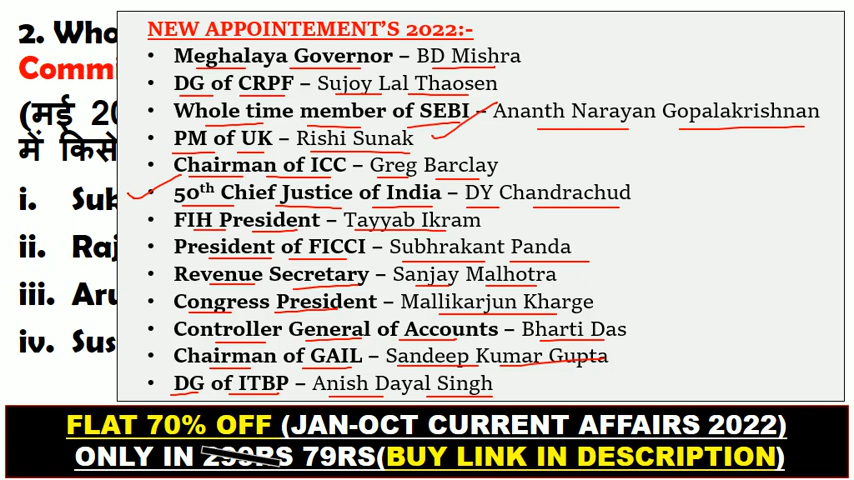 2. Who
Commi
(मई 20
में किसे
i. Sub
ii. Raj
iii. Aru
iv. Sus
NEW APPOINTEMENT'S 2022:-
• Meghalaya Governor – BD Mishra
• DG of CRPF – Sujoy Lal Thaosen
• Whole time member of SEBI – Ananth Narayan Gopalakrishnan
• PM of UK – Rishi Sunak
• Chairman of ICC – Greg Barclay
• 50th Chief Justice of India – DY Chandrachud
• FIH President – Tayyab Ikram
• President of FICCI – Subhrakant Panda
• Revenue Secretary – Sanjay Malhotra
• Congress President – Mallikarjun Kharge
• Controller General of Accounts – Bharti Das
• Chairman of GAIL – Sandeep Kumar Gupta
• DG of ITBP – Anish Dayal Singh
FLAT 70% OFF (JAN-OCT CURRENT AFFAIRS 2022)
ONLY IN 299RS 79RS(BUY LINK IN DESCRIPTION)